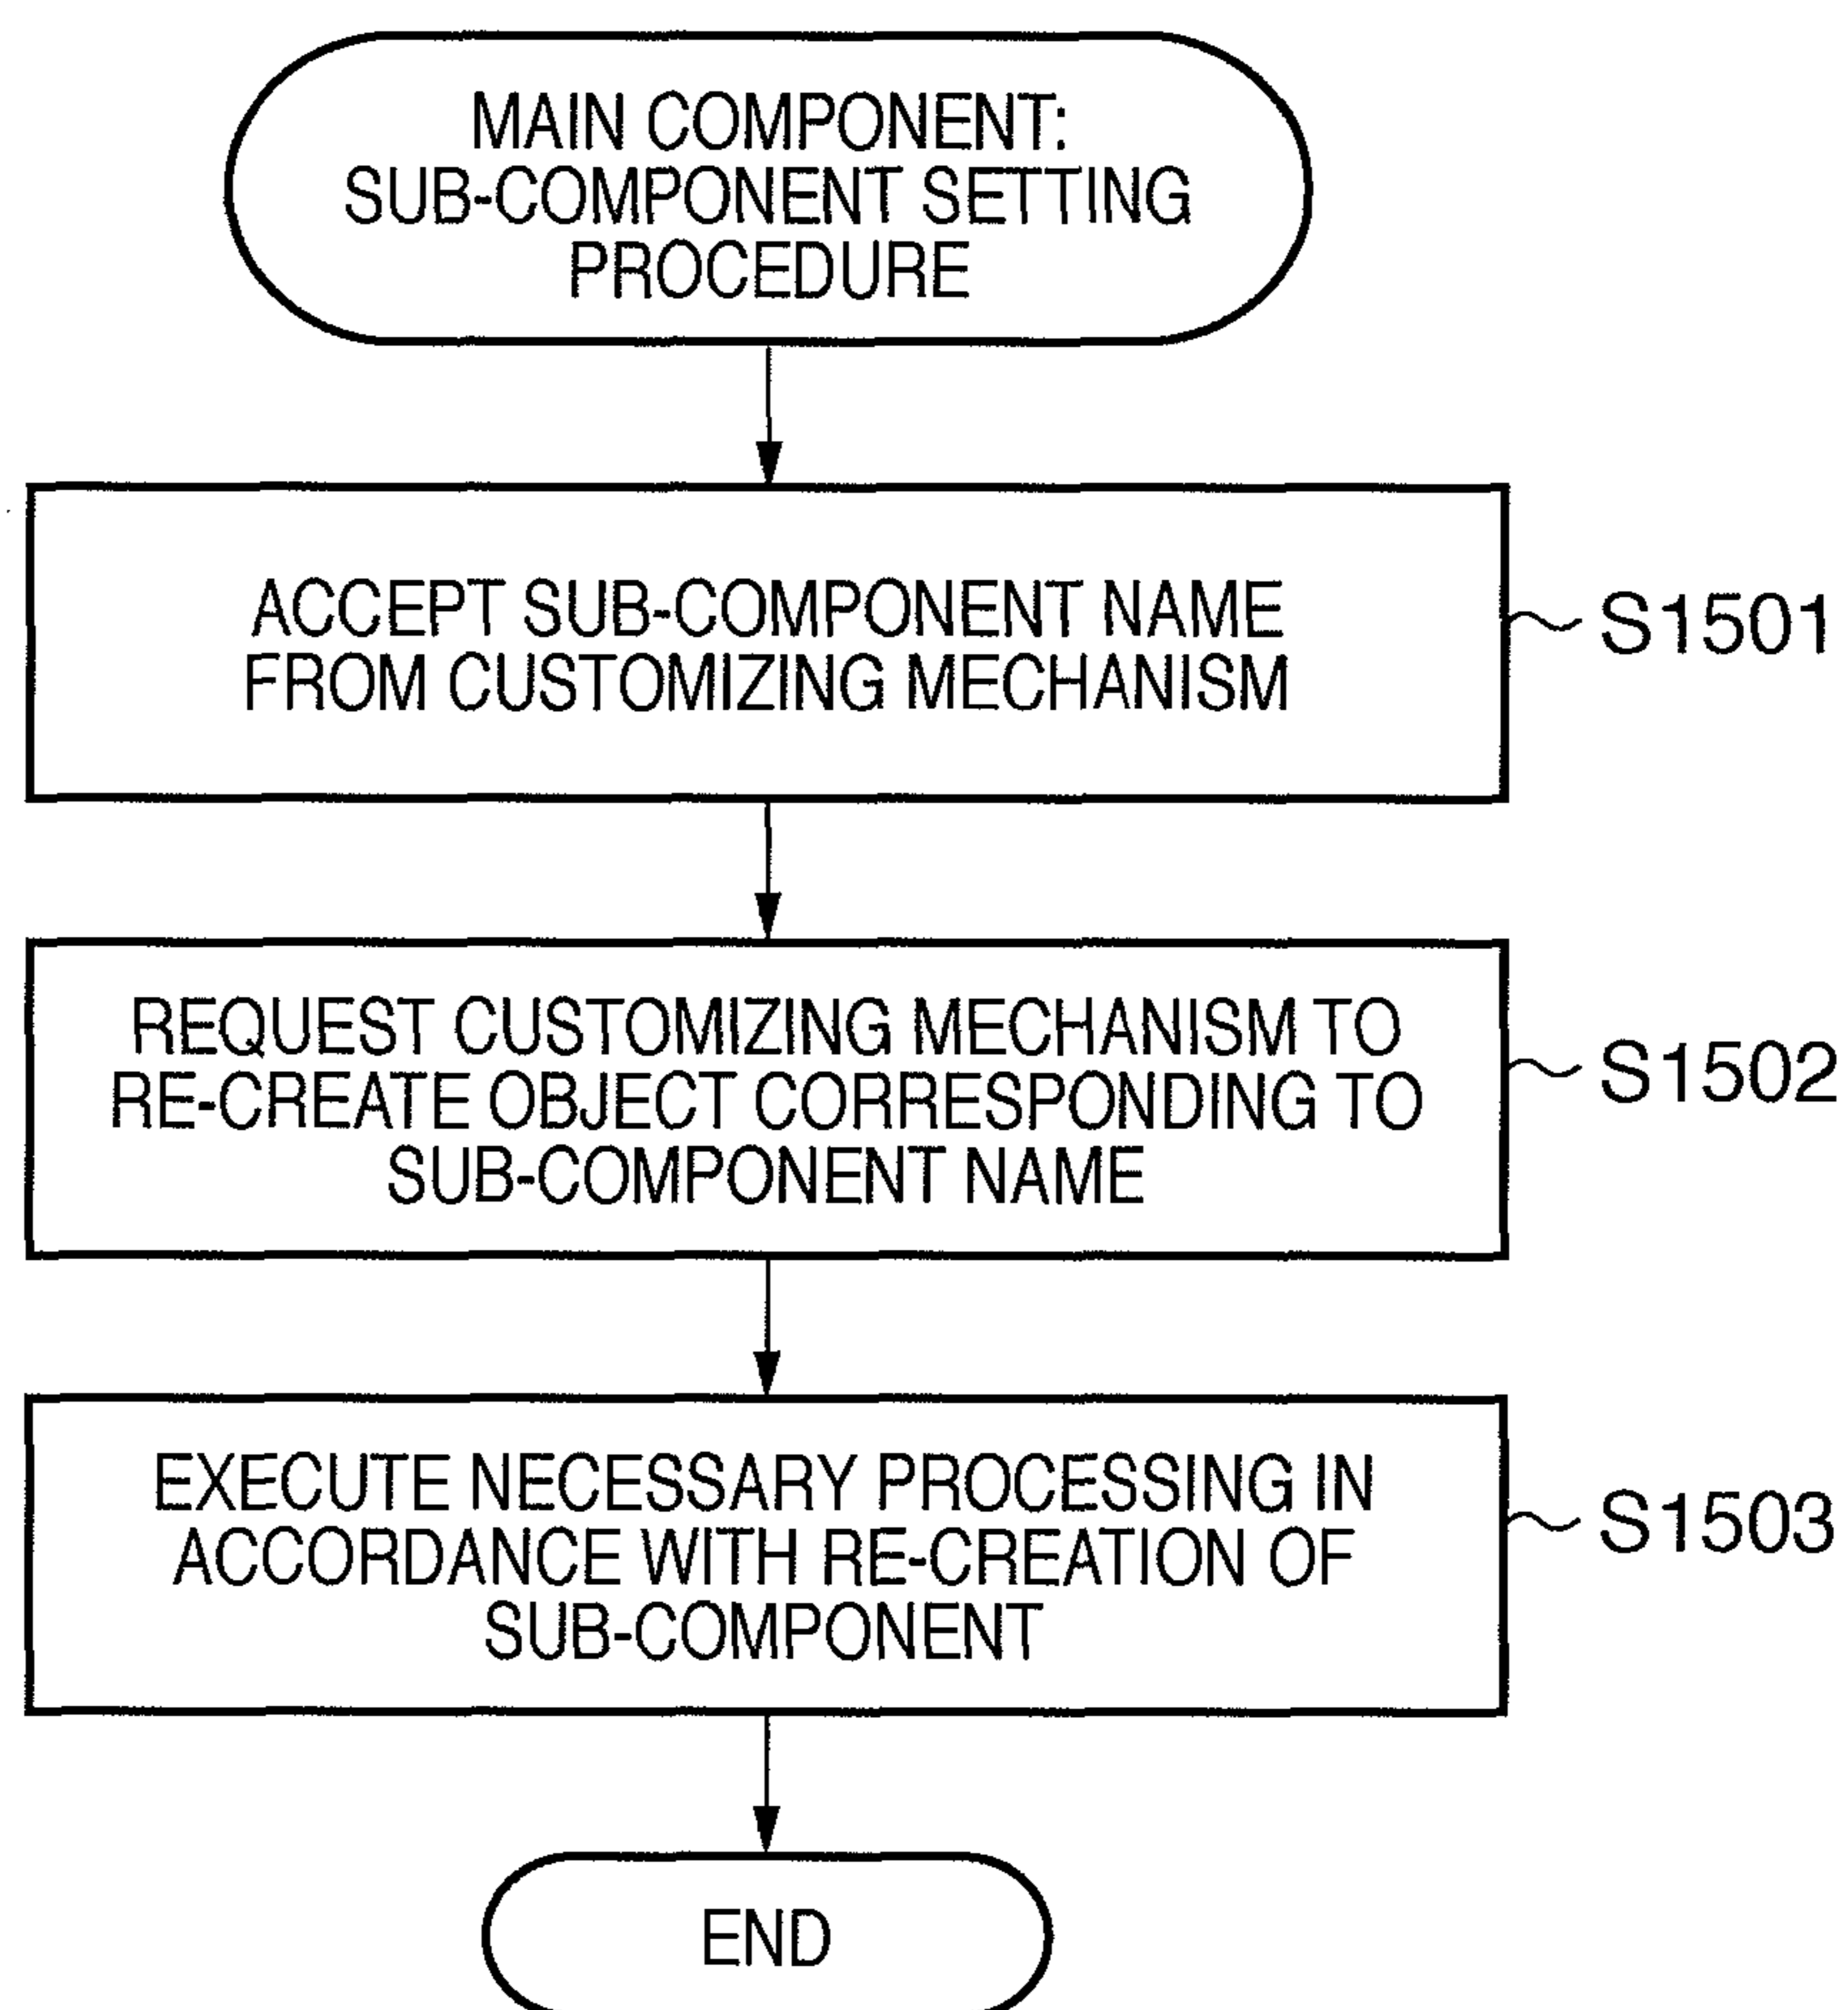 MAIN COMPONENT:
SUB-COMPONENT SETTING
PROCEDURE
ACCEPT SUB-COMPONENT NAME
FROM CUSTOMIZING MECHANISM
S1501
REQUEST CUSTOMIZING MECHANISM TO
RE-CREATE OBJECT CORRESPONDING TO
SUB-COMPONENT NAME
S1502
EXECUTE NECESSARY PROCESSING IN
ACCORDANCE WITH RE-CREATION OF
SUB-COMPONENT
S1503
END